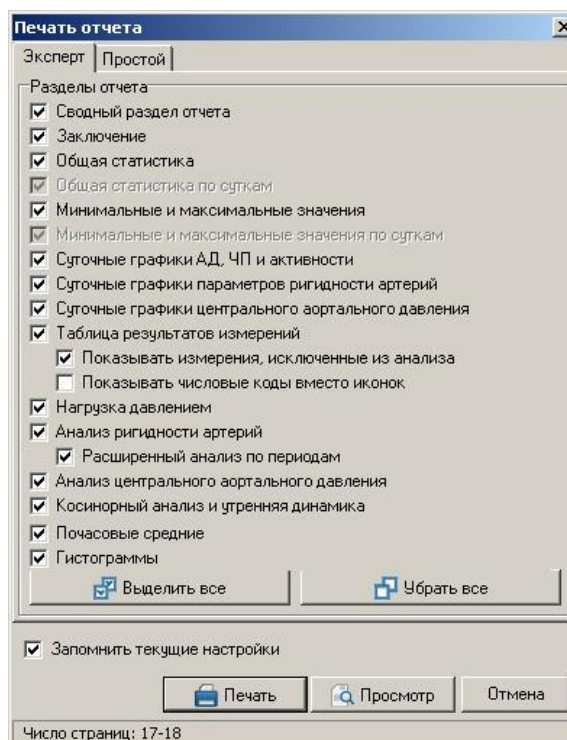 Печать отчета
Эксперт Простой
Разделы отчета
Сводный раздел отчета
Заключение
Общая статистика
Общая статистика по суткам
Минимальные и максимальные значения
Минимальные и максимальные значения по суткам
Суточные графики АД, ЧП и активности
Суточные графики параметров ригидности артерий
Суточные графики центрального аортального давления
Таблица результатов измерений
Показывать измерения, исключенные из анализа
Показывать числовые коды вместо иконок
Нагрузка давлением
Анализ ригидности артерий
Расширенный анализ по периодам
Анализ центрального аортального давления
Косинорный анализ и утренняя динамика
Почасовые средние
Гистограммы
Выделить все Убрать все
Запомнить текущие настройки
Печать Просмотр Отмена
Число страниц: 17-18